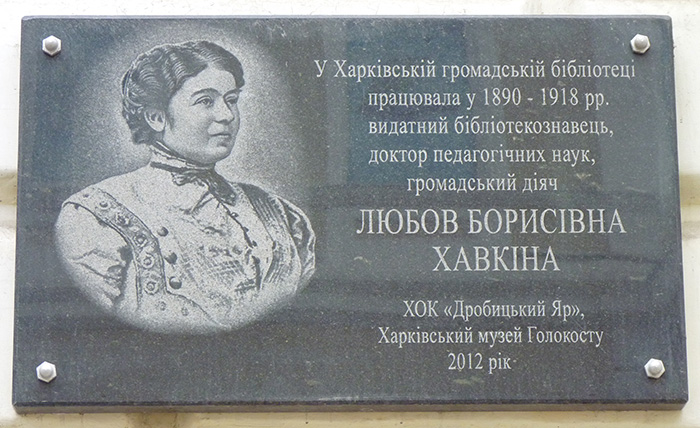 У Харківській громадській бібліотеці
працювала у 1890 - 1918 рр.
видатний бібліотекознавець,
доктор педагогічних наук,
громадський діяч
ЛЮБОВ БОРИСІВНА
ХАВКІНА
ХОК «Дробицький Яр»,
Харківський музей Голокосту
2012 рік